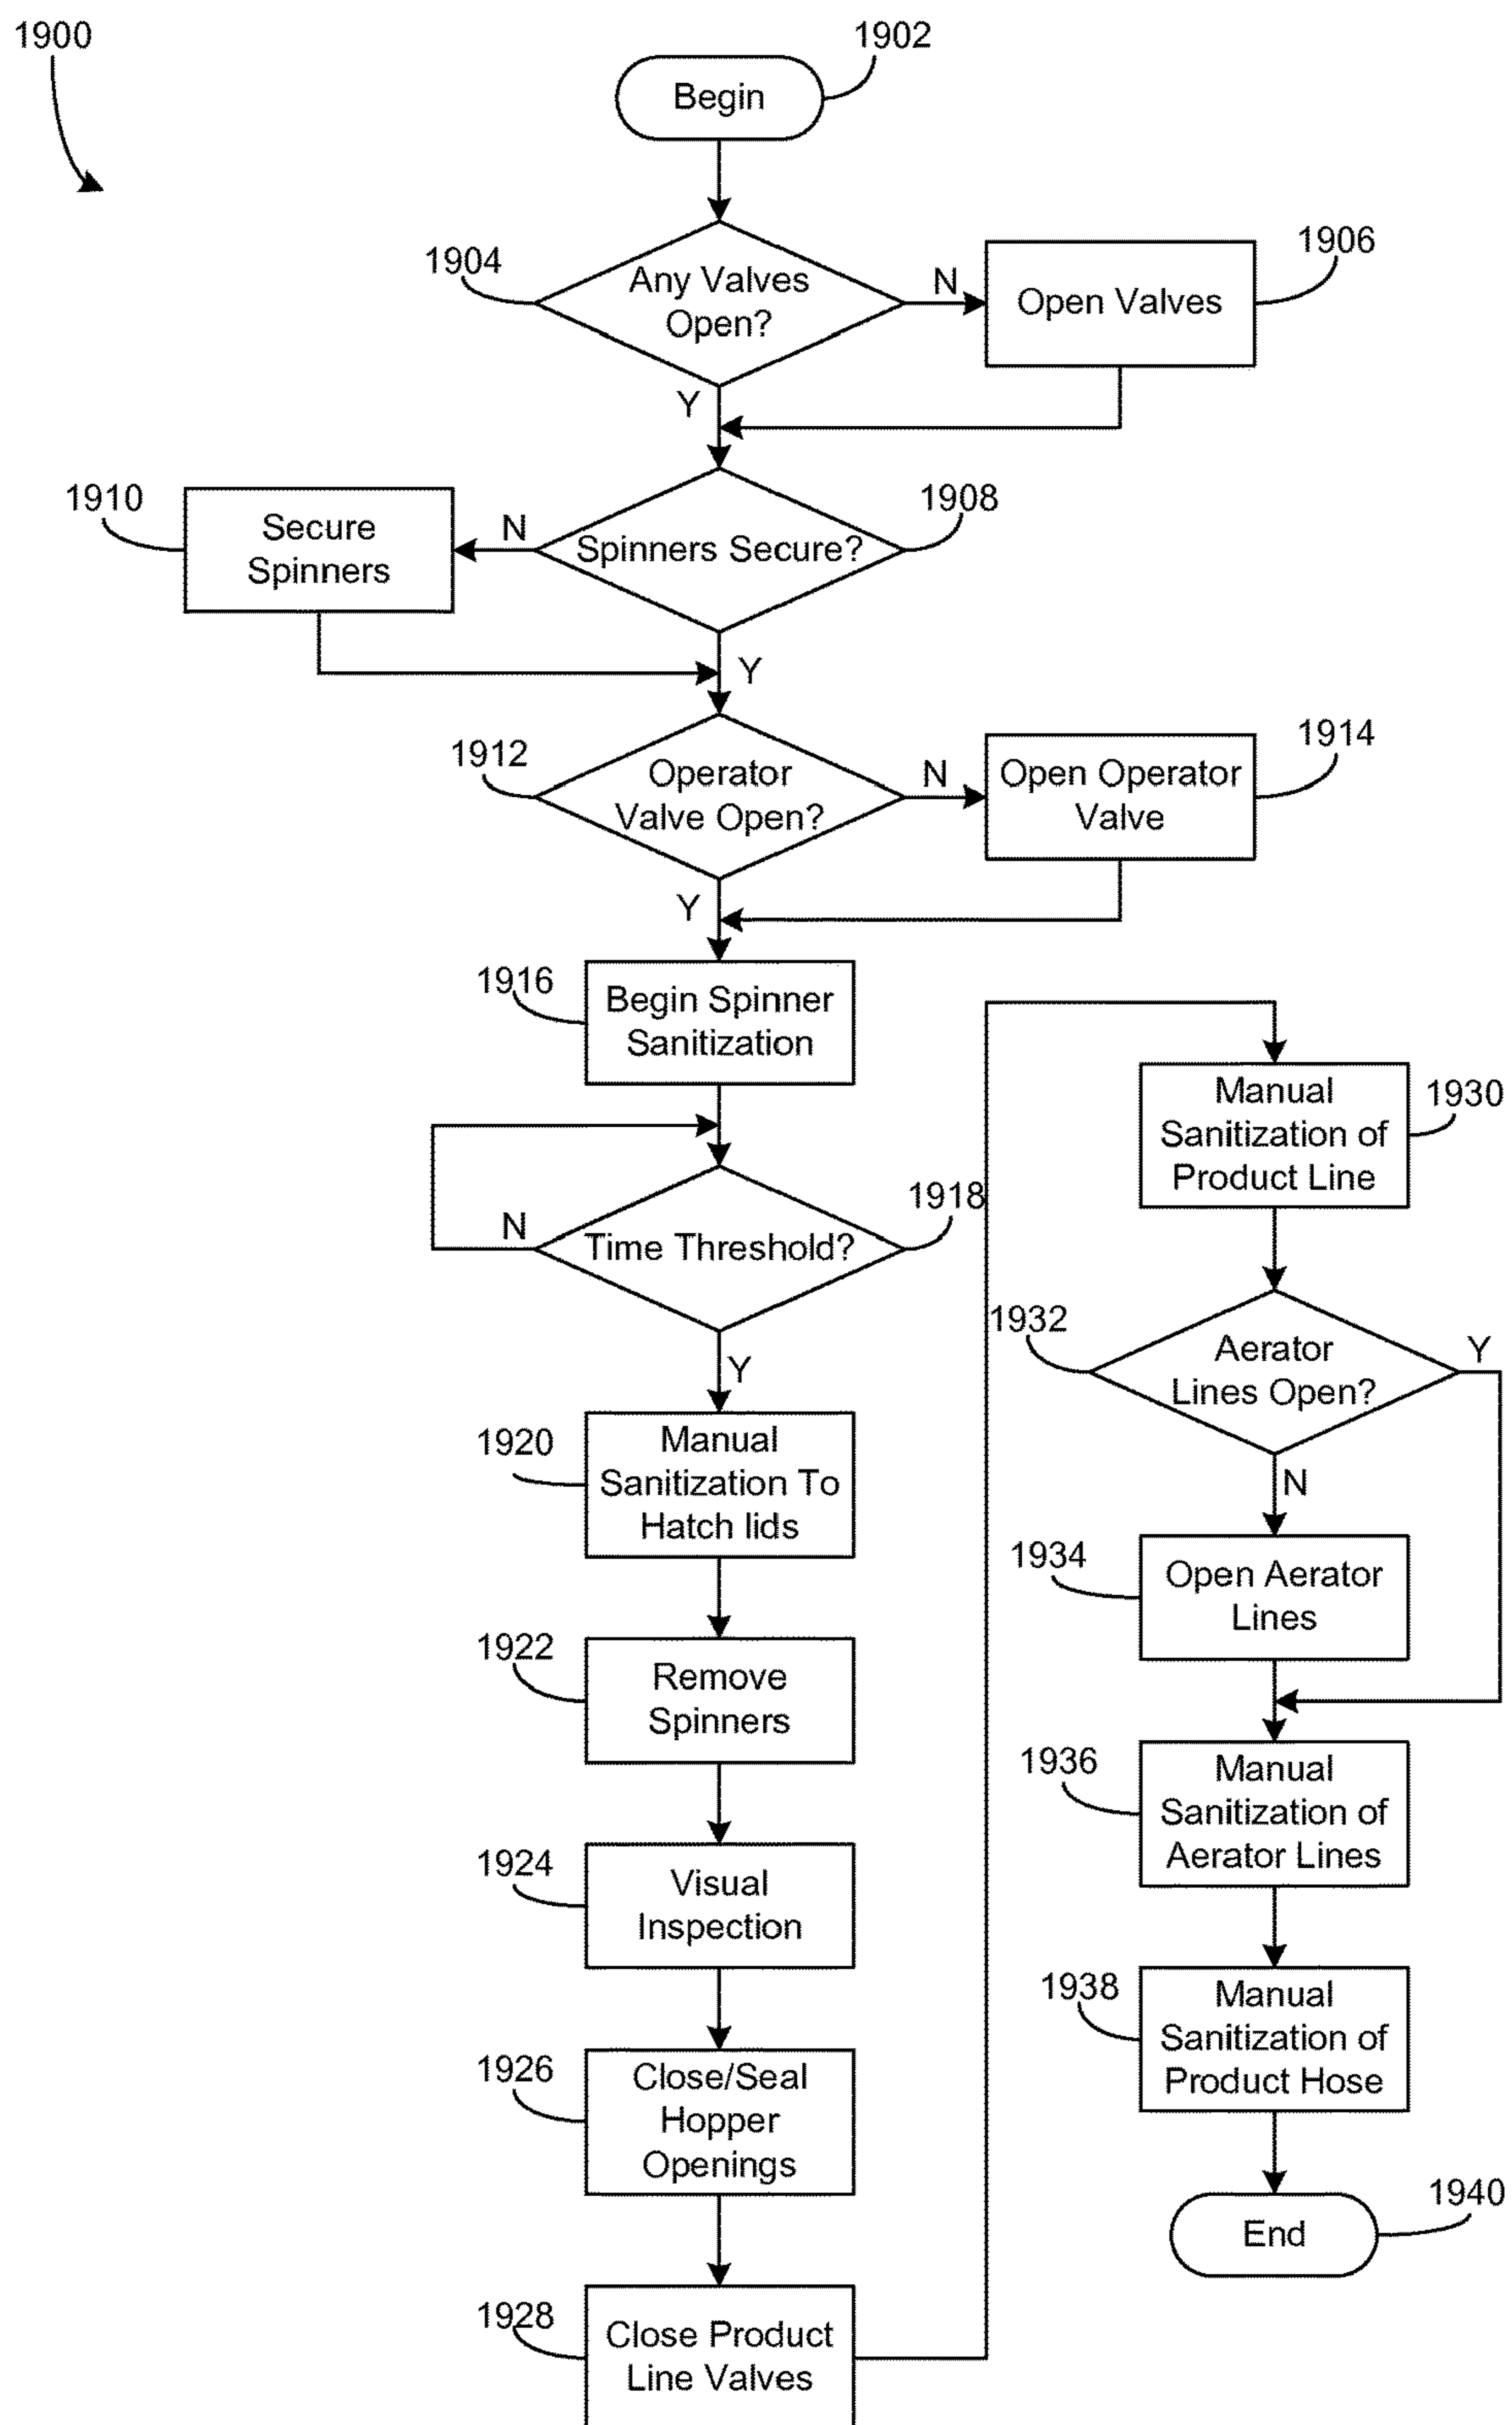 1900
1902
Begin
1904
Any Valves
Open?
N
1906
Open Valves
Y
1910
Secure
Spinners
N
1908
Spinners Secure?
Y
1912
Operator
Valve Open?
N
1914
Open Operator
Valve
Y
1916
Begin Spinner
Sanitization
1918
Time Threshold?
N
Y
1920
Manual
Sanitization To
Hatch lids
1922
Remove
Spinners
1924
Visual
Inspection
1926
Close/Seal
Hopper
Openings
1928
Close Product
Line Valves
1930
Manual
Sanitization of
Product Line
1932
Aerator
Lines Open?
Y
N
1934
Open Aerator
Lines
1936
Manual
Sanitization of
Aerator Lines
1938
Manual
Sanitization of
Product Hose
1940
End